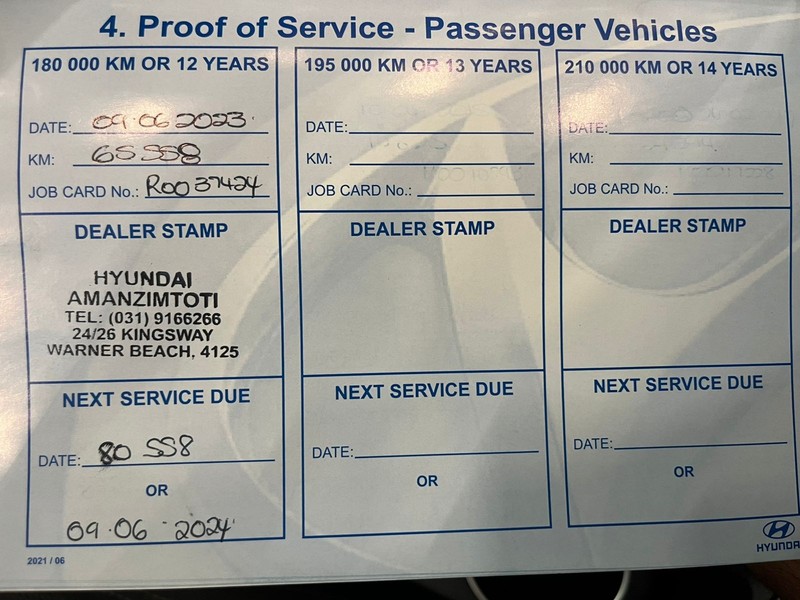 4. Proof of Service - Passenger Vehicles
180 000 KM OR 12 YEARS
DATE: 09.06 2023.
KM: 65 558
JOB CARD No.: R0037424
DEALER STAMP
HYUNDAI
AMANZIMTOTI
TEL: (031) 9166266
24/26 KINGSWAY
WARNER BEACH, 4125
NEXT SERVICE DUE
DATE: 80 558
OR
09.06 - 2024
195 000 KM OR 13 YEARS
DATE:
KM:
JOB CARD No.:
DEALER STAMP
NEXT SERVICE DUE
DATE:
OR
210 000 KM OR 14 YEARS
DATE:
KM:
JOB CARD No.:
DEALER STAMP
NEXT SERVICE DUE
DATE:
OR
2021 / 06
HYUNDAI